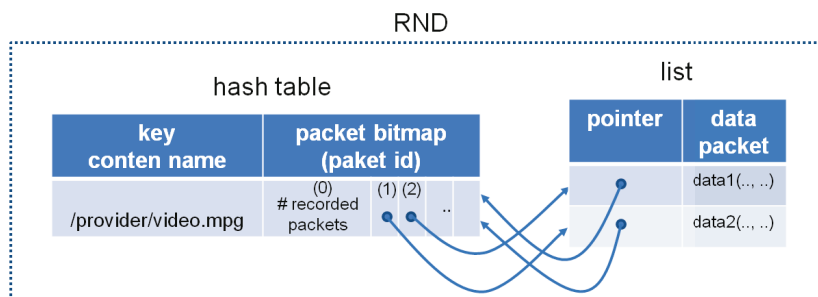 RND
hash table
list
key
conten name
packet bitmap
(paket id)
pointer
data
packet
/provider/video.mpg
(0)
# recorded
packets
(1) (2)
..
data1(.., ..)
data2(.., ..)